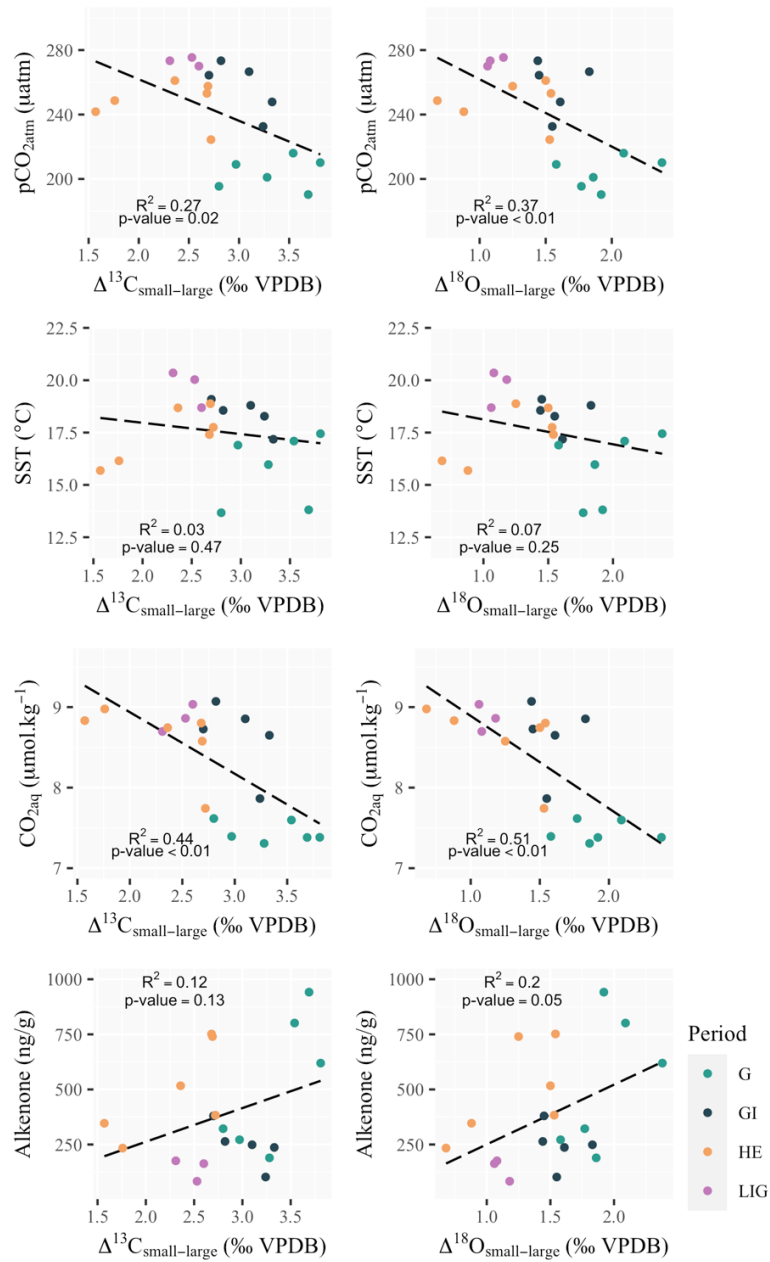 280
240
200
pCO₂atm (µatm)
R² = 0.27
p-value = 0.02
1.5 2.0 2.5 3.0 3.5
Δ¹³Csmall−large (‰ VPDB)
280
240
200
pCO₂atm (µatm)
R² = 0.37
p-value < 0.01
1.0 1.5 2.0
Δ¹⁸Osmall−large (‰ VPDB)
22.5
20.0
17.5
15.0
12.5
SST (°C)
R² = 0.03
p-value = 0.47
1.5 2.0 2.5 3.0 3.5
Δ¹³Csmall−large (‰ VPDB)
22.5
20.0
17.5
15.0
12.5
SST (°C)
R² = 0.07
p-value = 0.25
1.0 1.5 2.0
Δ¹⁸Osmall−large (‰ VPDB)
9
8
7
CO₂aq (µmol.kg⁻¹)
R² = 0.44
p-value < 0.01
1.5 2.0 2.5 3.0 3.5
Δ¹³Csmall−large (‰ VPDB)
9
8
7
CO₂aq (µmol.kg⁻¹)
R² = 0.51
p-value < 0.01
1.0 1.5 2.0
Δ¹⁸Osmall−large (‰ VPDB)
1000
750
500
250
Alkenone (ng/g)
R² = 0.12
p-value = 0.13
1.5 2.0 2.5 3.0 3.5
Δ¹³Csmall−large (‰ VPDB)
1000
750
500
250
Alkenone (ng/g)
R² = 0.2
p-value = 0.05
1.0 1.5 2.0
Δ¹⁸Osmall−large (‰ VPDB)
Period
G
GI
HE
LIG